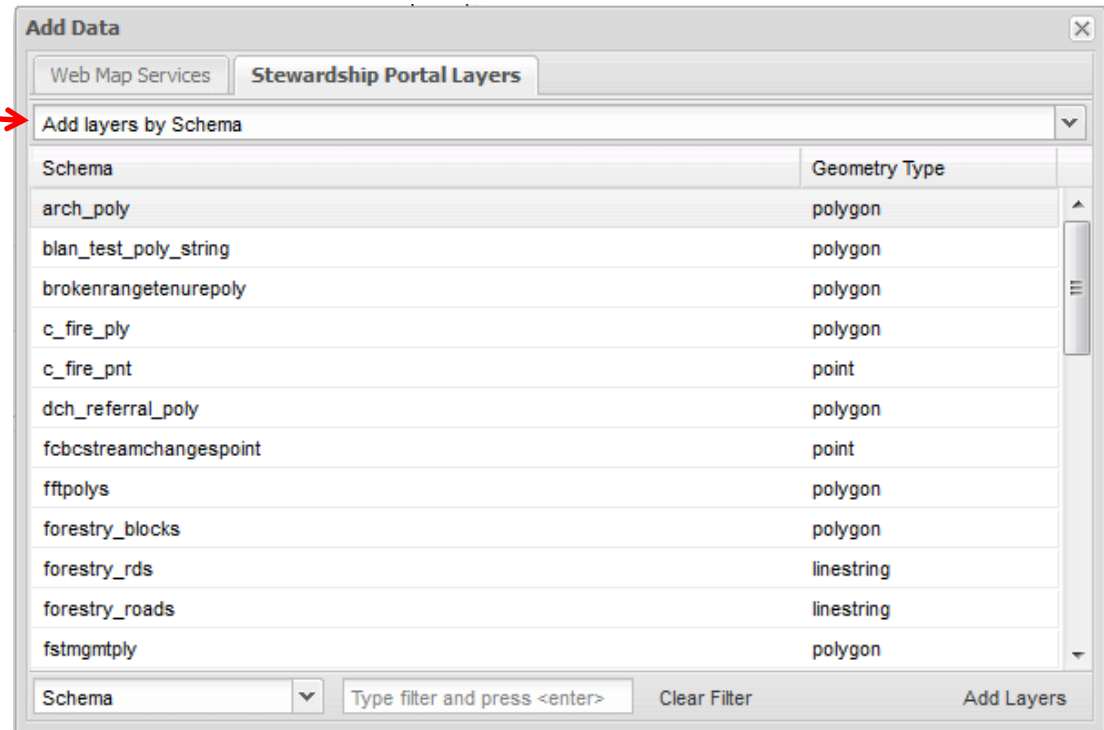 Add Data
Web Map Services Stewardship Portal Layers
Add layers by Schema
Schema Geometry Type
arch_poly polygon
blan_test_poly_string polygon
brokenrangetenurepoly polygon
c_fire_ply polygon
c_fire_pnt point
dch_referral_poly polygon
fcbcstreamchangespoint point
fftpolys polygon
forestry_blocks polygon
forestry_rds linestring
forestry_roads linestring
fstmgmtply polygon
Schema Type filter and press <enter> Clear Filter Add Layers